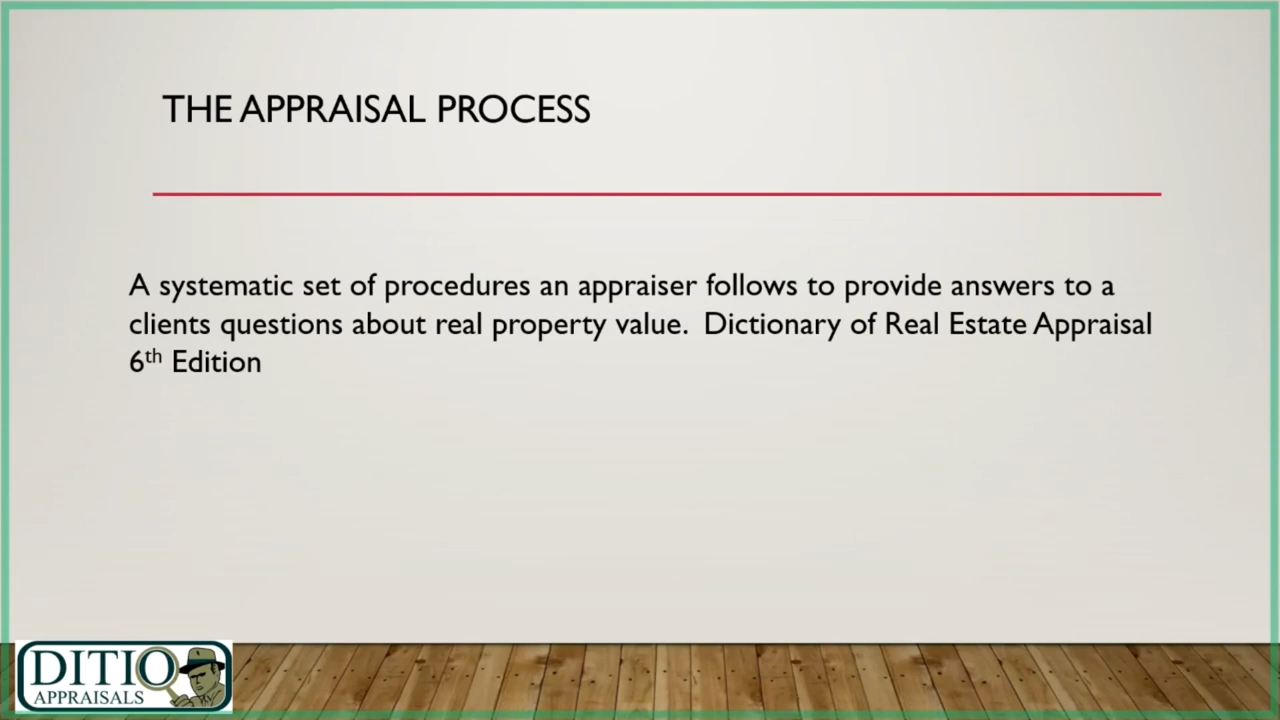 THE APPRAISAL PROCESS
A systematic set of procedures an appraiser follows to provide answers to a
clients questions about real property value.  Dictionary of Real Estate Appraisal
6th Edition
DITIO
APPRAISALS